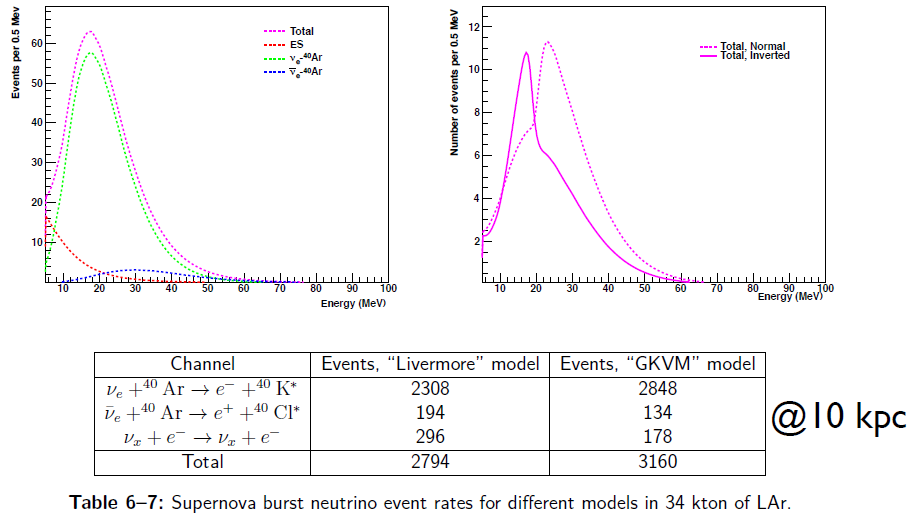 Events per 0.5 Mev
60
50
40
30
20
10
Total
ES
νe-40Ar
ν̄e-40Ar
10 20 30 40 50 60 70 80 90 100
Energy (MeV)
Number of events per 0.5 MeV
12
10
8
6
4
2
Total, Normal
Total, Inverted
10 20 30 40 50 60 70 80 90 100
Energy (MeV)
Channel Events, “Livermore” model Events, “GKVM” model
νe +40 Ar → e− +40 K* 2308 2848
ν̄e +40 Ar → e+ +40 Cl* 194 134
νx + e− → νx + e− 296 178
Total 2794 3160
@10 kpc
Table 6–7: Supernova burst neutrino event rates for different models in 34 kton of LAr.